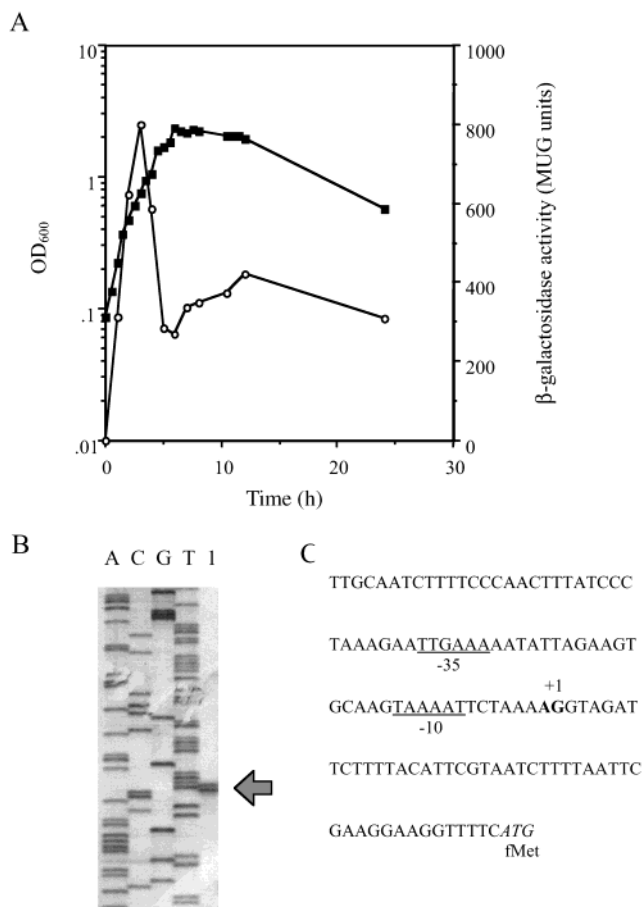 A
10
1
.1
.01
OD600
1000
800
600
400
200
0
β-galactosidase activity (MUG units)
0
10
20
30
Time (h)
B
A C G T 1
C
TTGCAATCTTTTCCCAACTTTATCCC
TAAAGAATTGAAAAATATTAGAAGT
-35
+1
GCAAGTAAAATTCTAAAAGGTAGAT
-10
TCTTTTACATTCGTAATCTTTTAATTC
GAAGGAAGGTTTTCATG
fMet